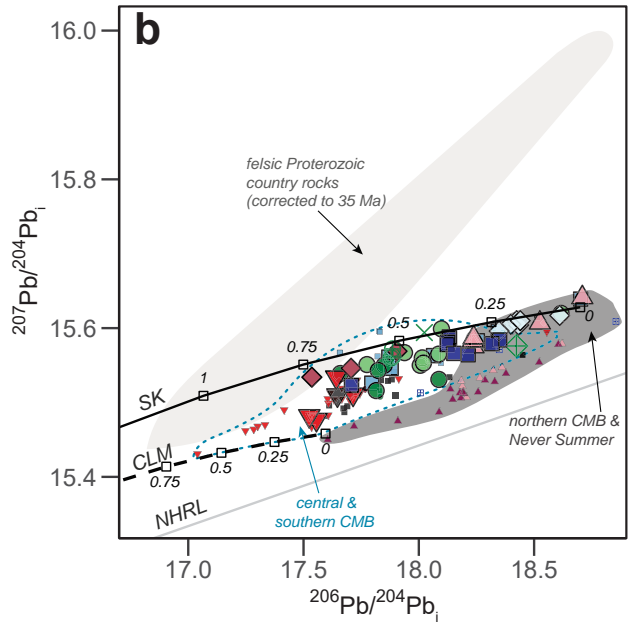 b
16.0
15.8
15.6
15.4
207Pb/204Pbi
felsic Proterozoic
country rocks
(corrected to 35 Ma)
1
0.75
0.5
0.25
0
SK
CLM
0.75
0.5
0.25
0
NHRL
central &
southern CMB
northern CMB &
Never Summer
17.0
17.5
18.0
18.5
206Pb/204Pbi